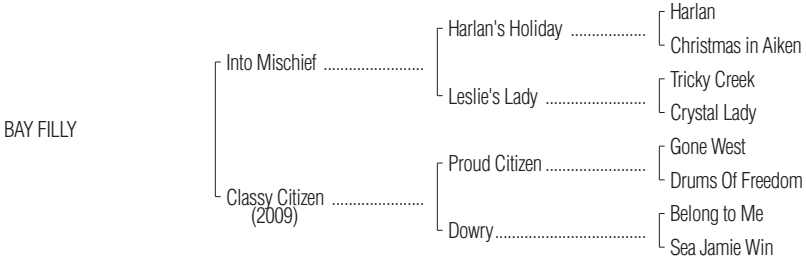 Harlan
Harlan's Holiday ..................
Christmas in Aiken
Into Mischief ........................
Tricky Creek
Leslie's Lady ........................
Crystal Lady
BAY FILLY
Gone West
Proud Citizen ........................
Drums Of Freedom
Classy Citizen ......................
(2009)
Belong to Me
Dowry....................................
Sea Jamie Win